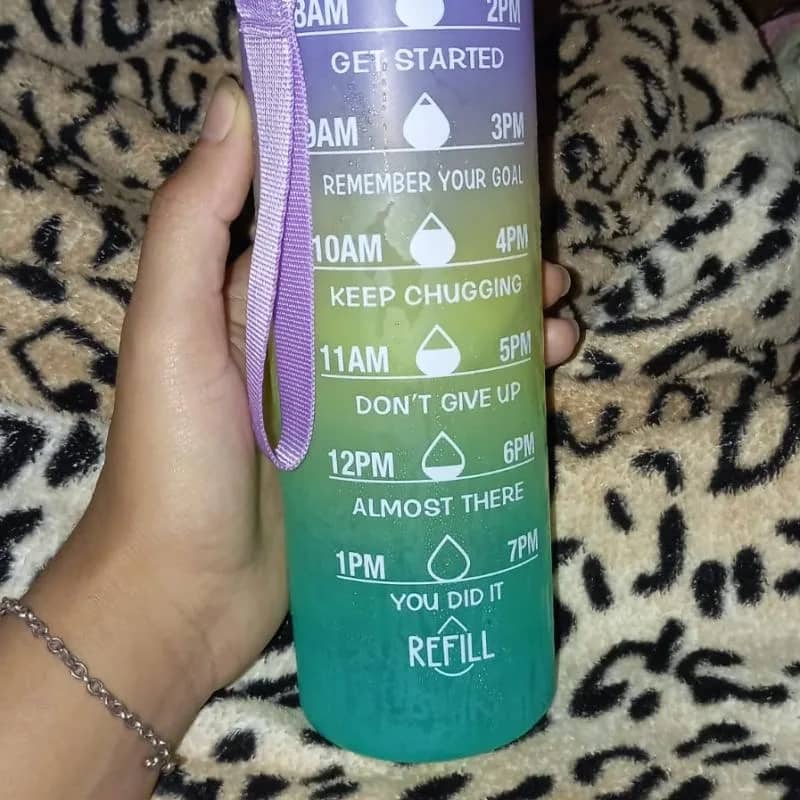 8AM 2PM
GET STARTED
9AM 3PM
REMEMBER YOUR GOAL
10AM 4PM
KEEP CHUGGING
11AM 5PM
DON'T GIVE UP
12PM 6PM
ALMOST THERE
1PM 7PM
YOU DID IT
REFILL